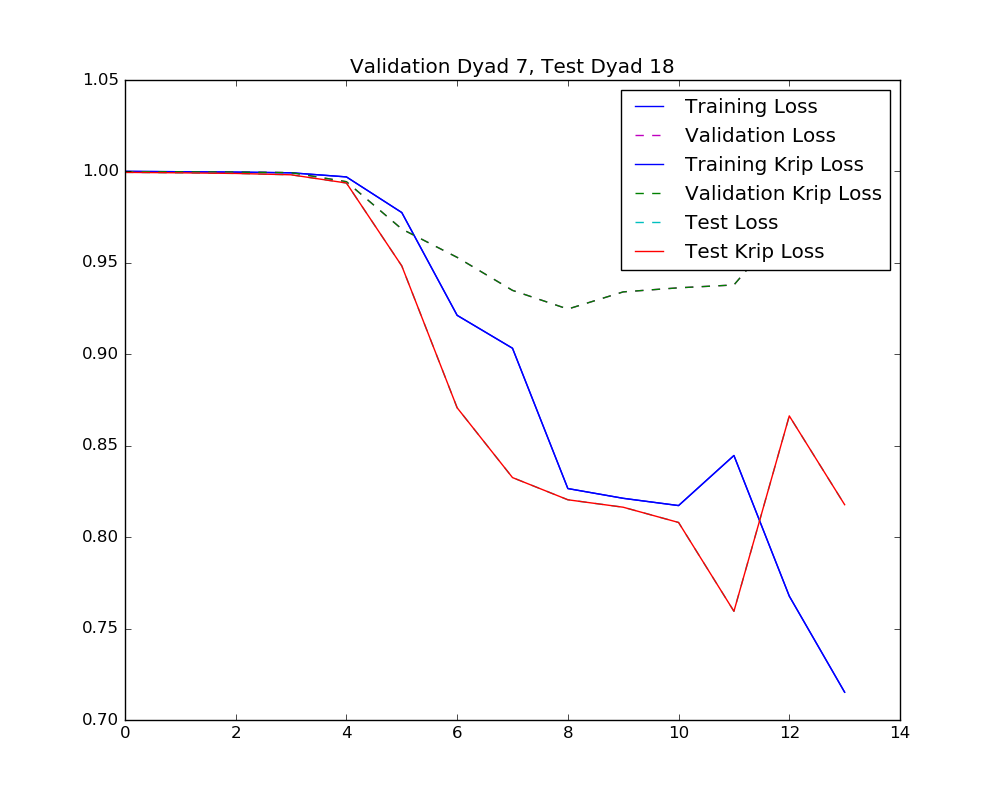 Validation Dyad 7, Test Dyad 18
1.05
1.00
0.95
0.90
0.85
0.80
0.75
0.70
Training Loss
Validation Loss
Training Krip Loss
Validation Krip Loss
Test Loss
Test Krip Loss
0 2 4 6 8 10 12 14